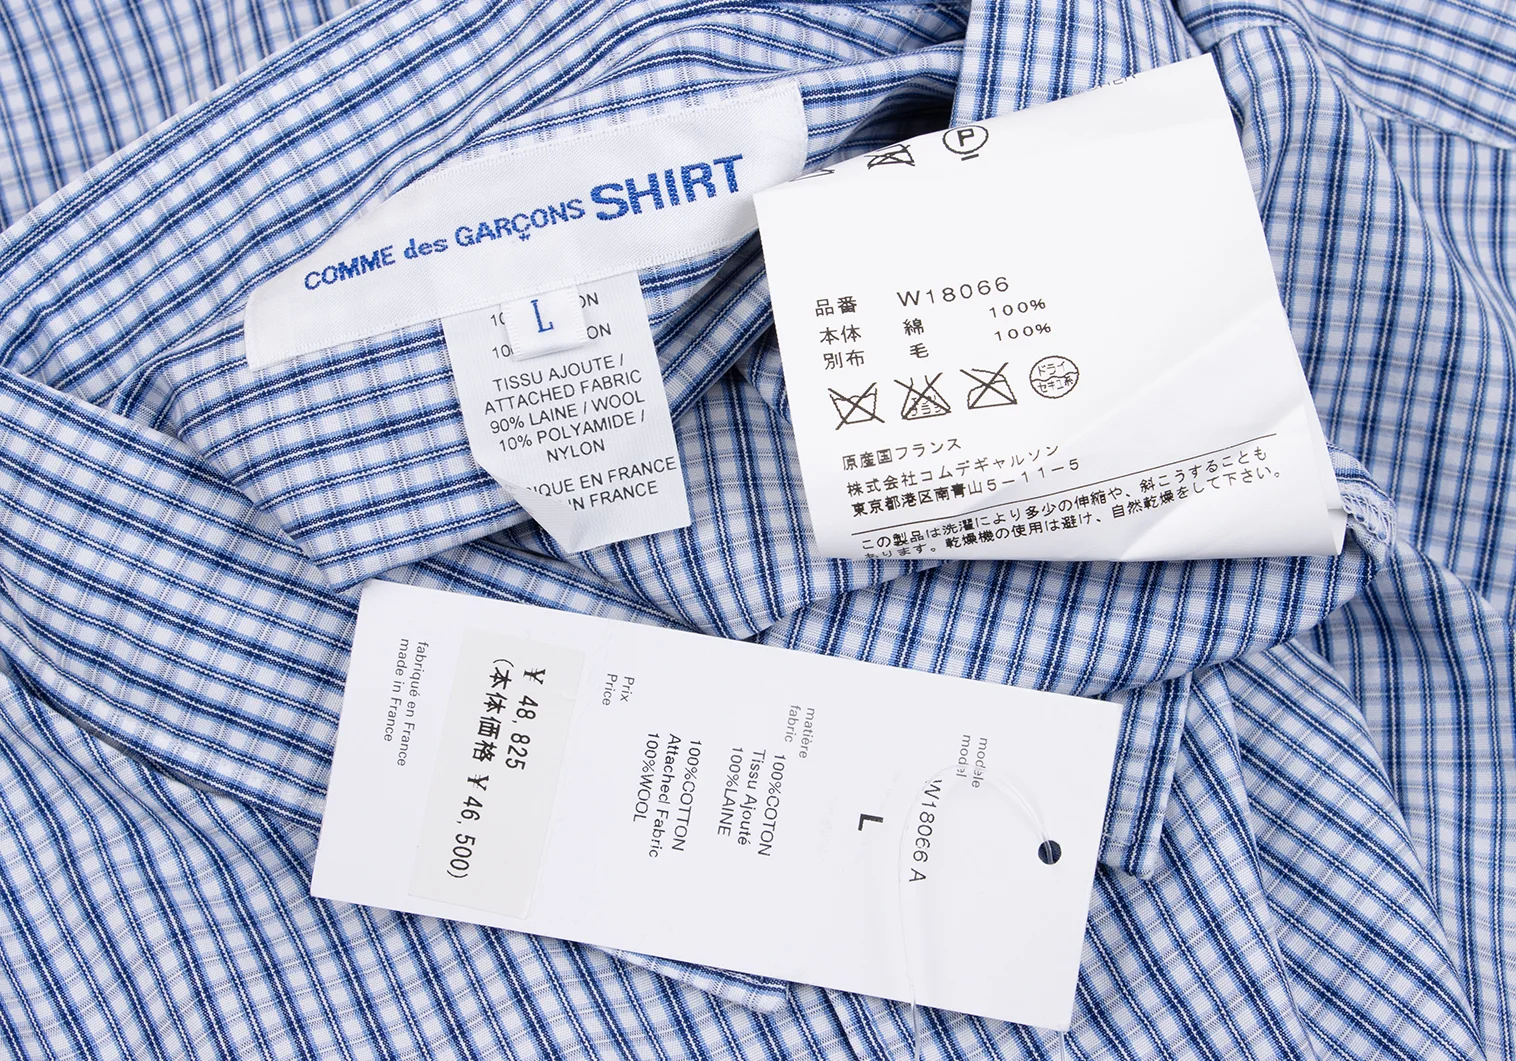 COMME des GARÇONS SHIRT
L
TISSU AJOUTE /
ATTACHED FABRIC
90% LAINE / WOOL
10% POLYAMIDE /
NYLON
EN FRANCE
IN FRANCE
P
品番 W18066
本体 綿 100%
別布 毛 100%
ドライ
セキユ系
原産国フランス
株式会社コムデギャルソン
東京都港区南青山5-11-5
この製品は洗濯により多少の伸縮や、斜こうすることも
あります。乾燥機の使用は避け、自然乾燥をして下さい。
modèle
model
W18066 A
L
matière
fabric
100%COTON
Tissu Ajouté
100%LAINE
100%COTTON
Attached Fabric
100%WOOL
Prix
Price
¥ 48,825
(本体価格 ¥ 46,500)
fabriqué en France
made in France